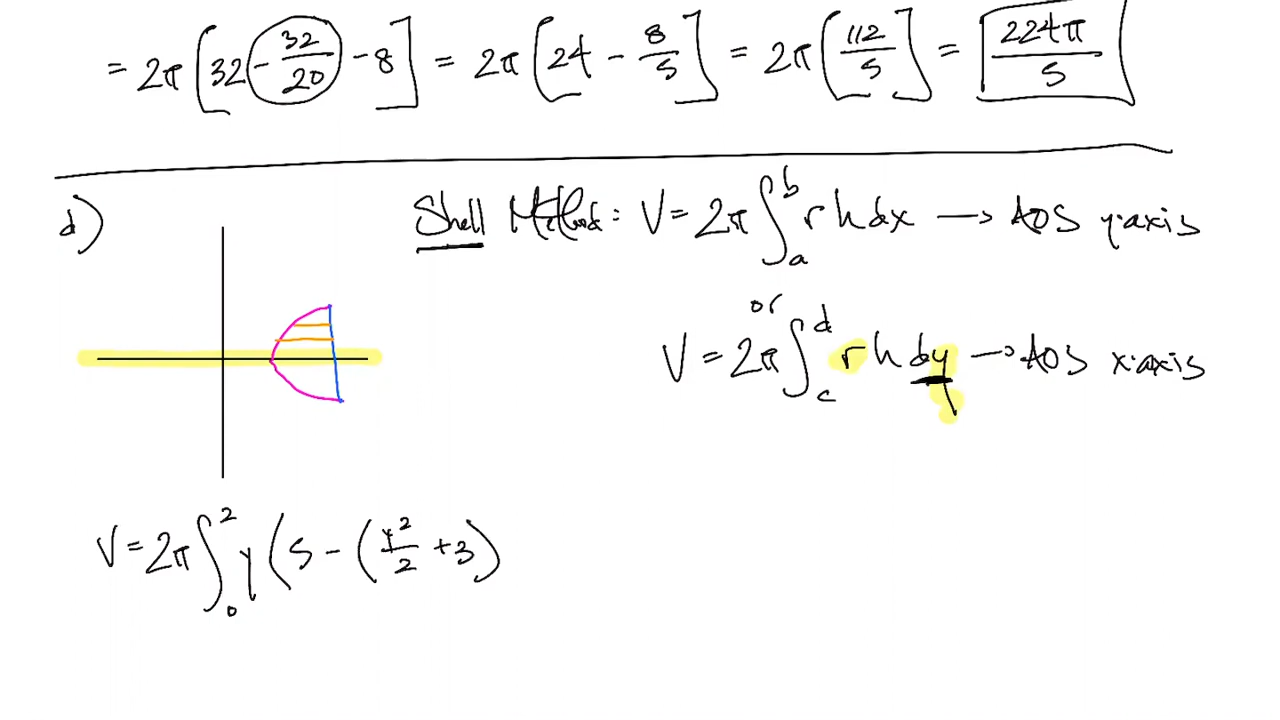 = 2π [32 - 32/20 - 8] = 2π [24 - 8/5] = 2π [112/5] = 224π/5
d) Shell Method: V = 2π ∫_a^b r h dx → AOS y-axis
or
V = 2π ∫_c^d r h dy → AOS x-axis
V = 2π ∫_0^2 y (5 - (y²/2 + 3)